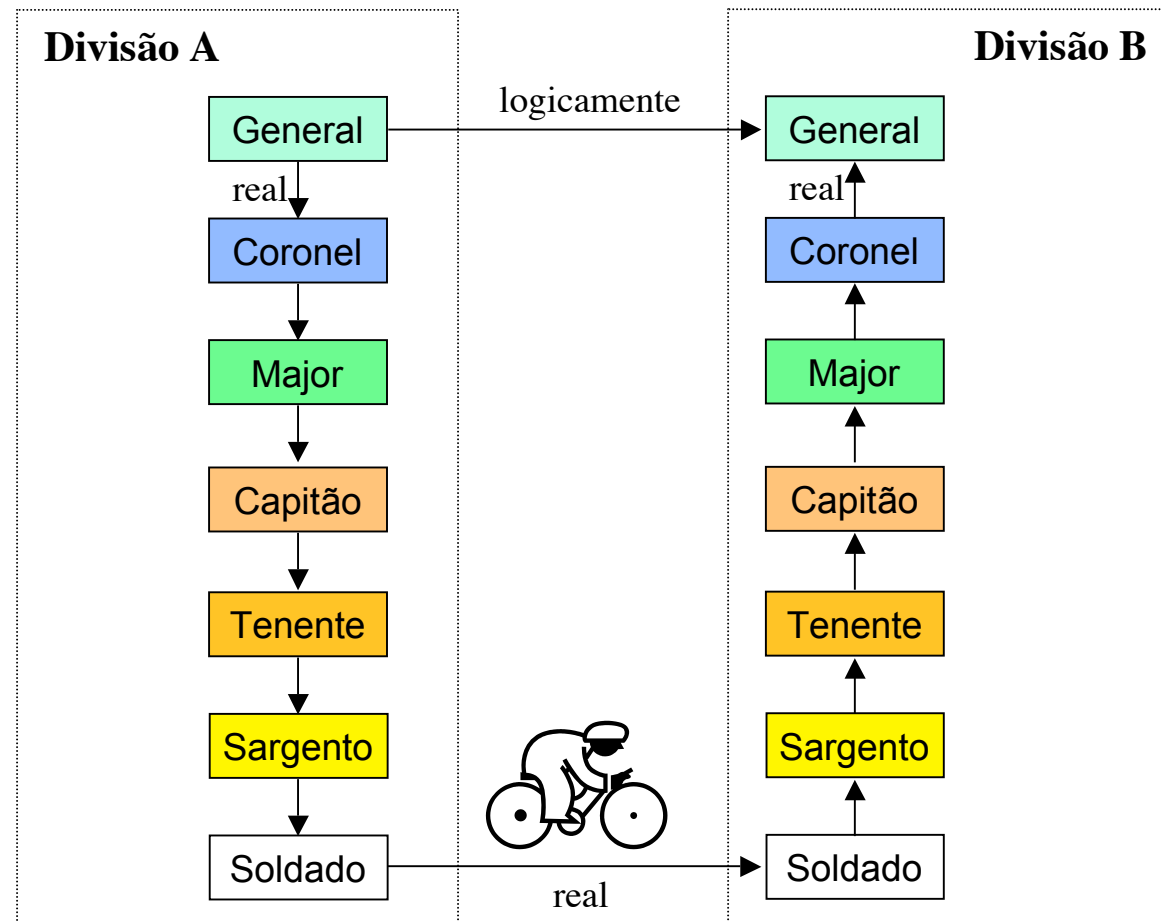 Divisão A
Divisão B
logicamente
General
General
real
real
Coronel
Coronel
Major
Major
Capitão
Capitão
Tenente
Tenente
Sargento
Sargento
Soldado
Soldado
real